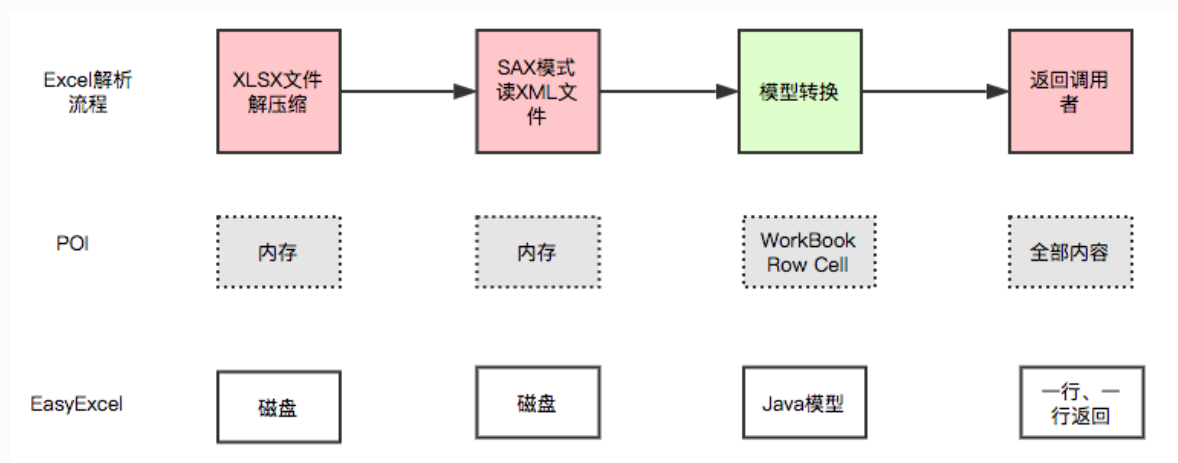 Excel解析
流程
XLSX文件
解压缩
SAX模式
读XML文
件
模型转换
返回调用
者
POI
内存
内存
WorkBook
Row Cell
全部内容
EasyExcel
磁盘
磁盘
Java模型
一行、一
行返回